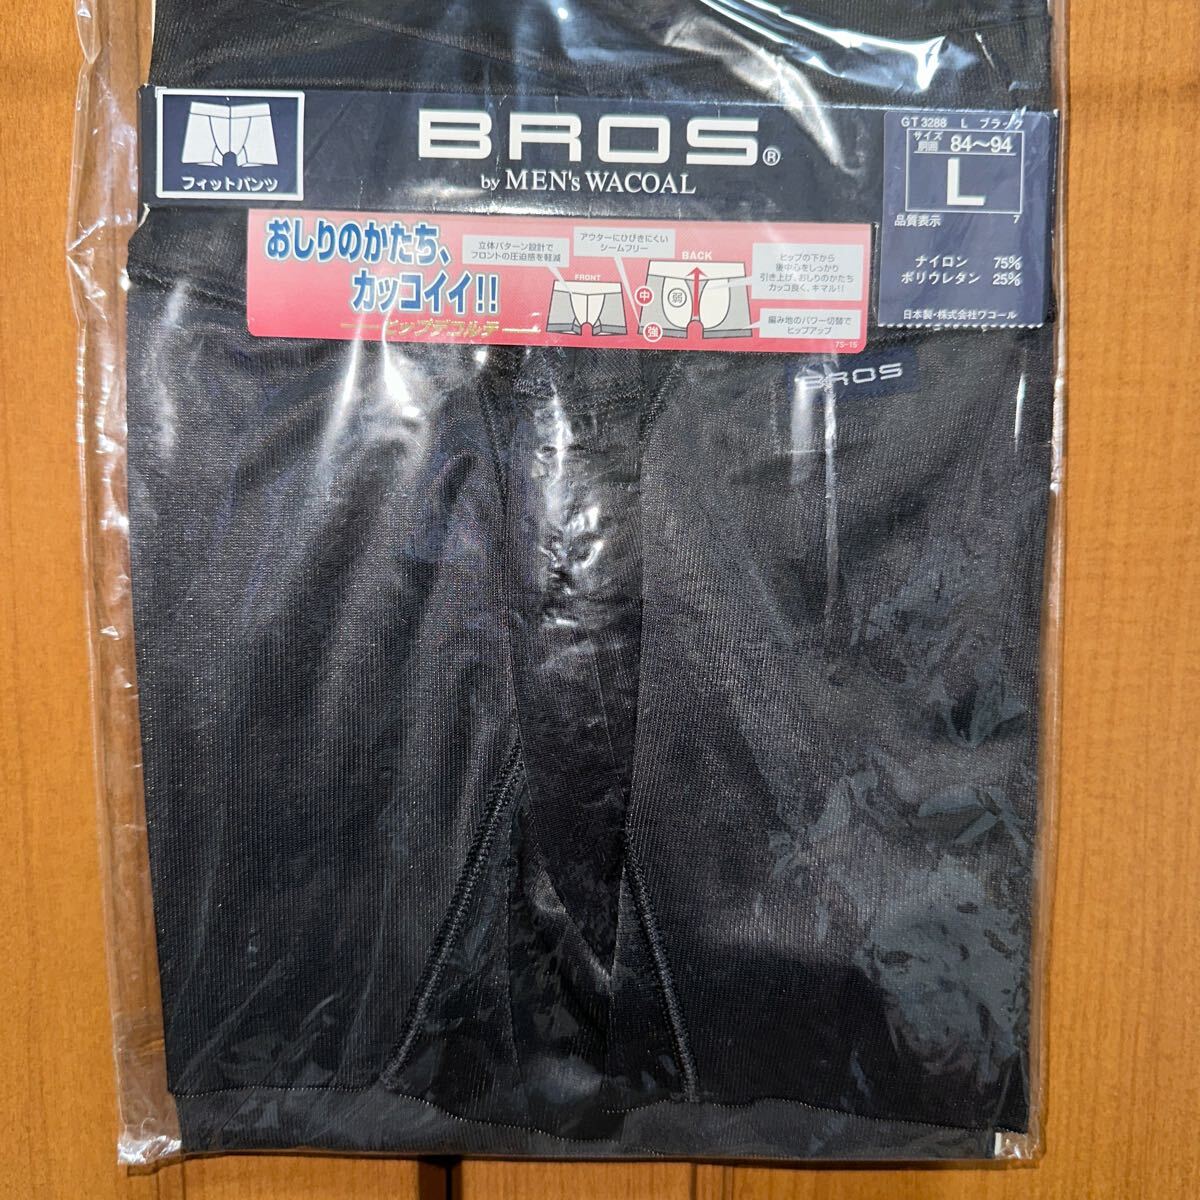 フィットパンツ
BROS®
by MEN's WACOAL
GT3288 L ブラック
サイズ
胴囲 84〜94
L
品質表示 7
ナイロン 75%
ポリウレタン 25%
日本製・株式会社ワコール
おしりのかたち、
カッコイイ!!
ヒップデコルテ
立体パターン設計で
フロントの圧迫感を軽減
FRONT
アウターにひびきにくい
シームフリー
BACK
中
弱
強
ヒップの下から
後中心をしっかり
引き上げ、おしりのかたち
カッコ良く、キマル!!
編み地のパワー切替で
ヒップアップ
7S-15
BROS